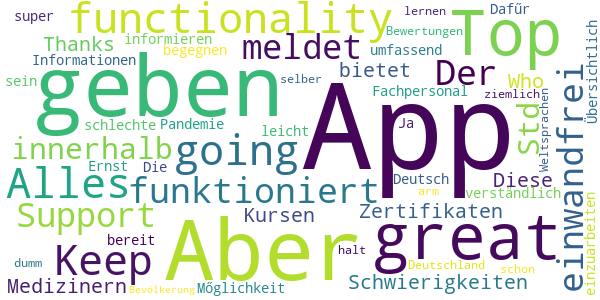 super
functionality
Top
lernen
Dafür
Bewertungen
Thanks
informieren
meldet
umfassend
Übersichtlich
Informationen
begegnen
Der
Who
einwandfrei
sein
geben
bietet
selber
Fachpersonal
ziemlich
App
Std
Weltsprachen
schlechte
Pandemie
leicht
Ja
innerhalb
going
Ernst
Die
Deutsch
Diese
Alles
funktioniert
arm
verständlich
einzuarbeiten
Support
Kursen
Zertifikaten
Aber
great
bereit
Keep
halt
dumm
Deutschland
schon
Medizinern
Bevölkerung
Möglichkeit
Schwierigkeiten